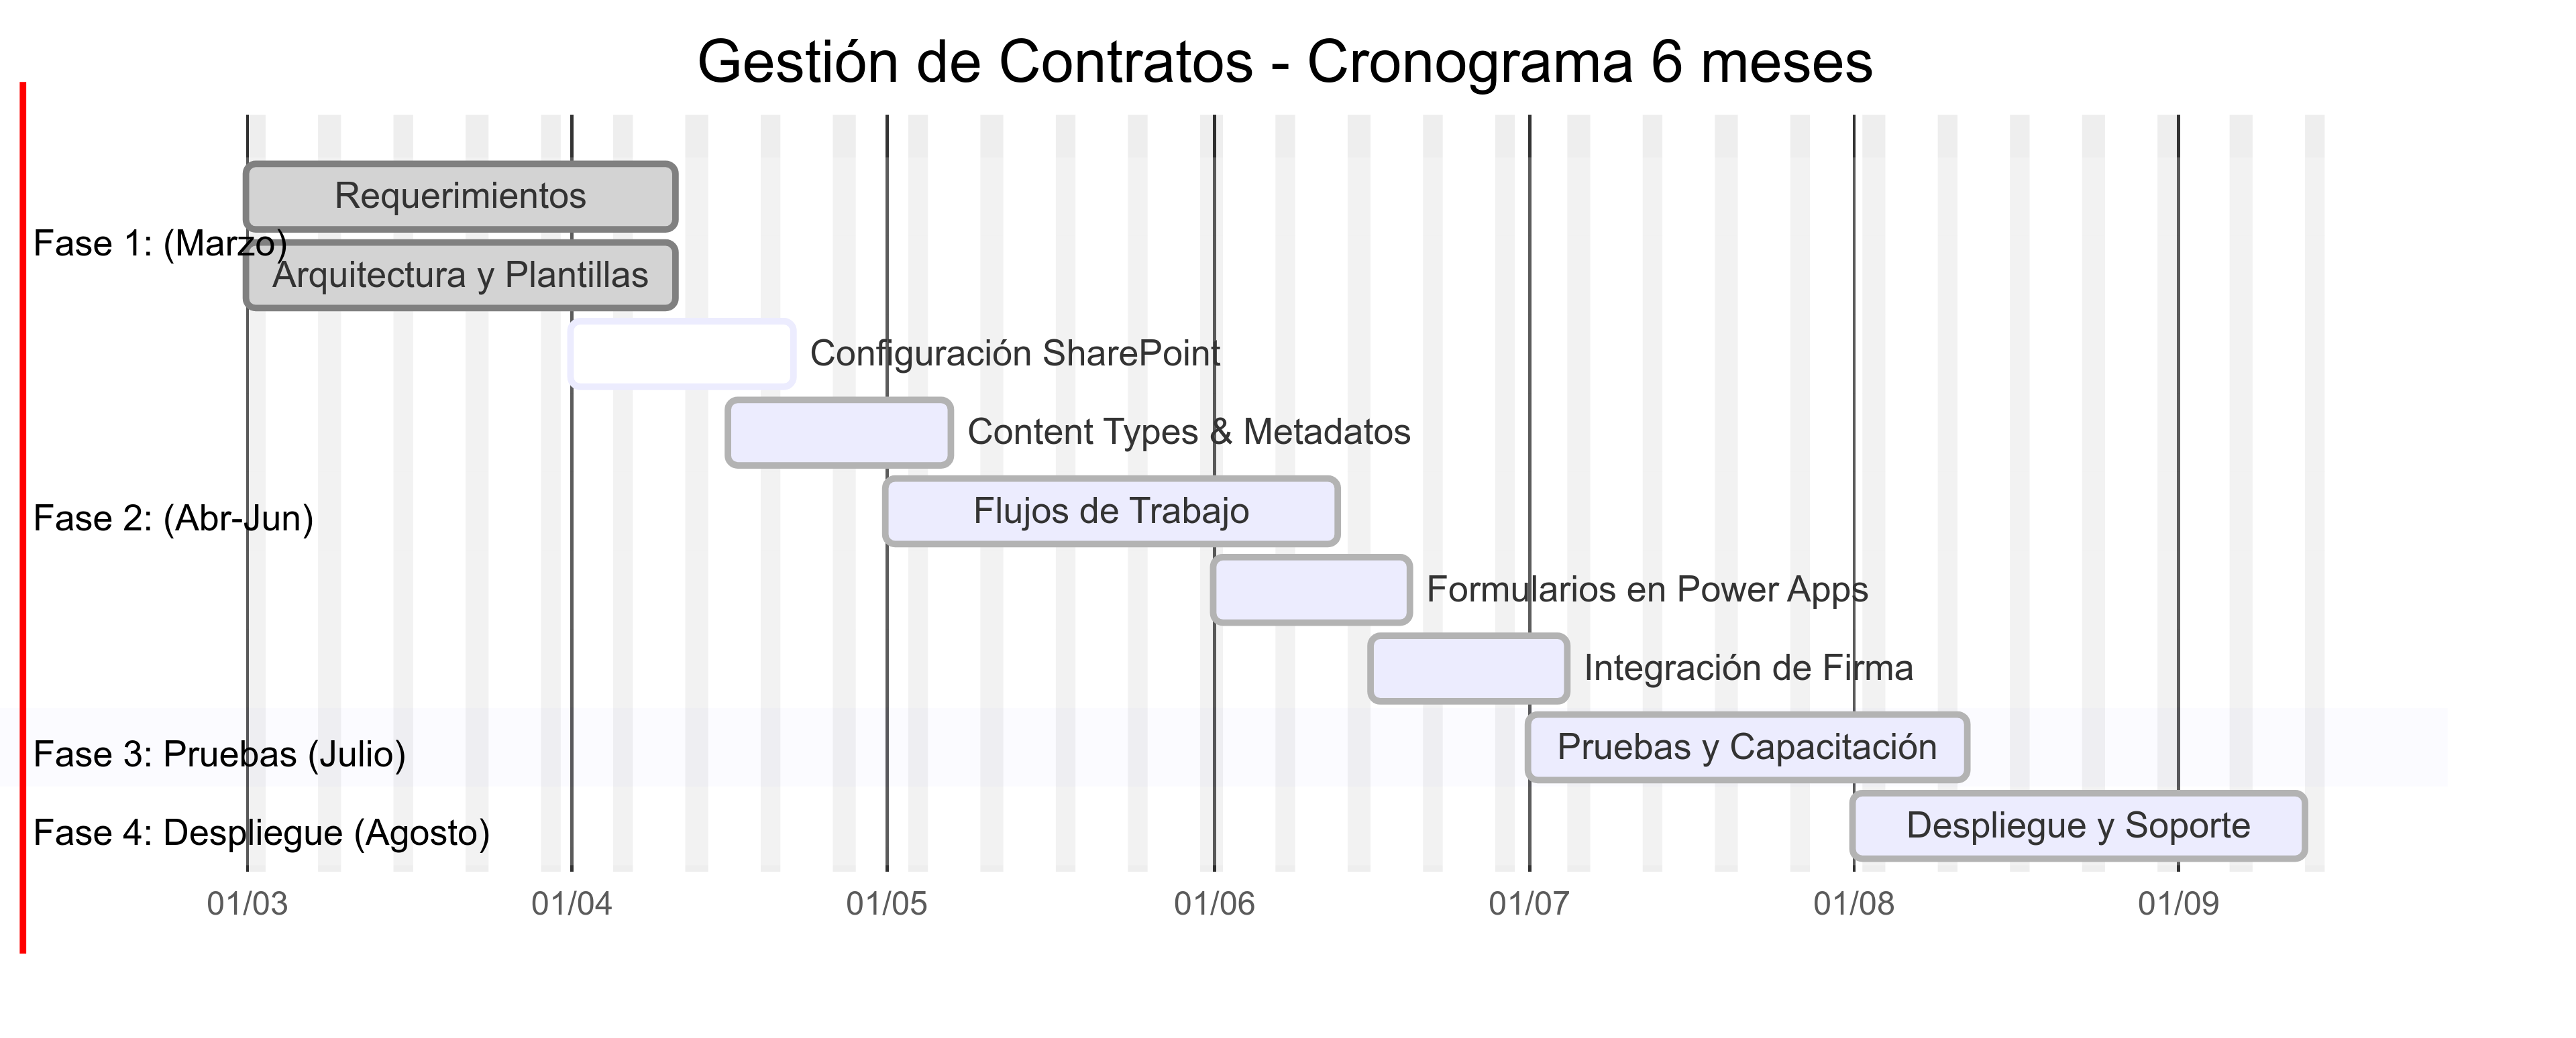 Gestión de Contratos - Cronograma 6 meses
Requerimientos
Fase 1: (Marzo)
Arquitectura y Plantillas
Configuración SharePoint
Content Types & Metadatos
Fase 2: (Abr-Jun)
Flujos de Trabajo
Formularios en Power Apps
Integración de Firma
Fase 3: Pruebas (Julio)
Pruebas y Capacitación
Fase 4: Despliegue (Agosto)
Despliegue y Soporte
01/03 01/04 01/05 01/06 01/07 01/08 01/09